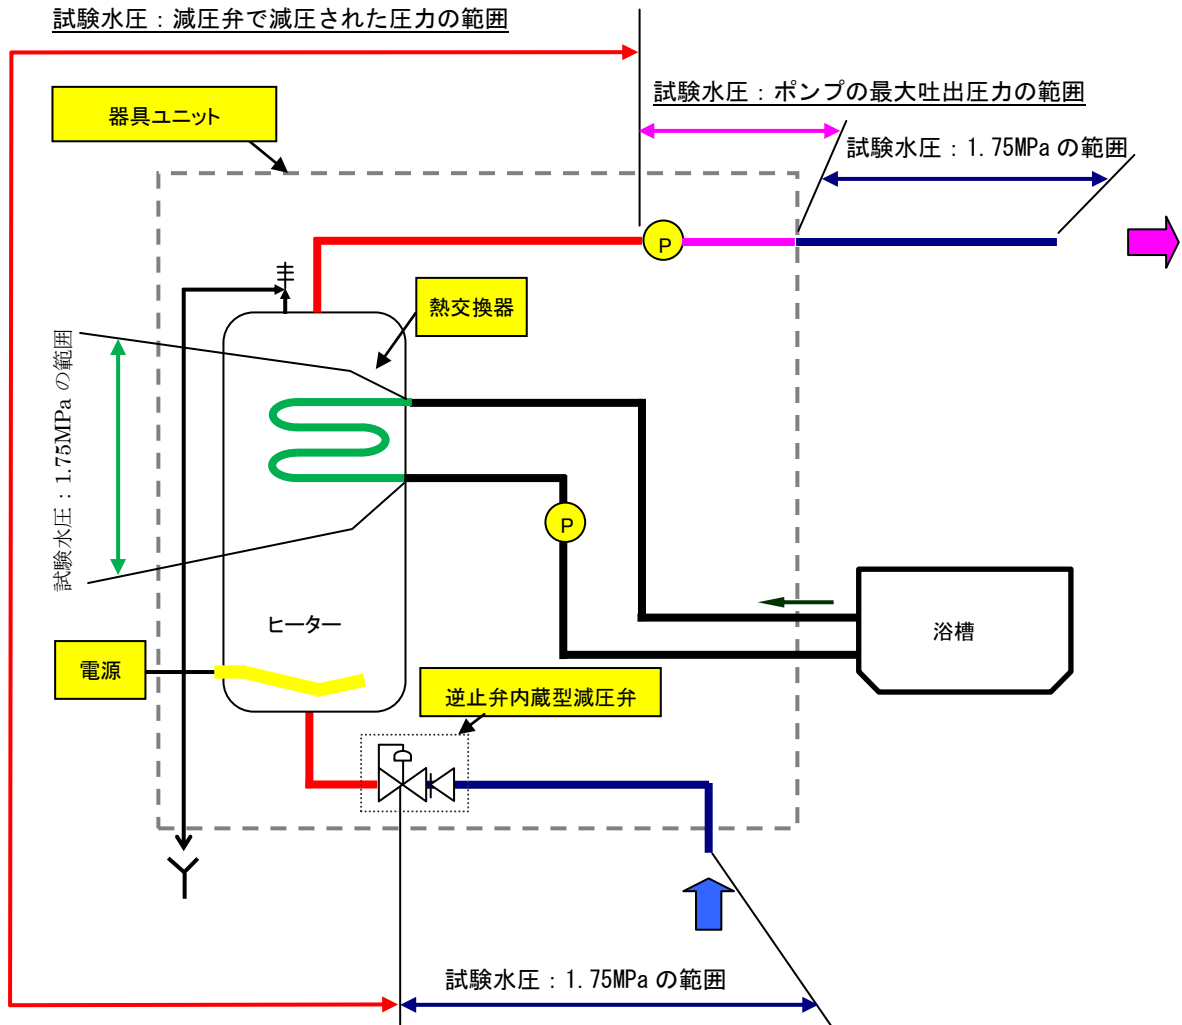 試験水圧：減圧弁で減圧された圧力の範囲
試験水圧：ポンプの最大吐出圧力の範囲
器具ユニット
試験水圧：1.75MPa の範囲
P
熱交換器
試験水圧：1.75MPa の範囲
P
ヒーター
浴槽
電源
逆止弁内蔵型減圧弁
試験水圧：1.75MPa の範囲